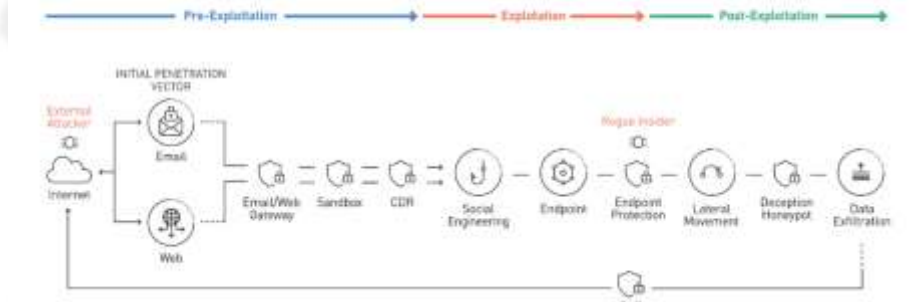 Pre-Exploitation
Exploitation
Post-Exploitation
INITIAL PENETRATION
VECTOR
External
Attacker
Internet
Email
Web
Email/Web
Gateway
Sandbox
CDR
Social
Engineering
Endpoint
Rogue Insider
Endpoint
Protection
Lateral
Movement
Deception
Honeypot
Data
Exfiltration